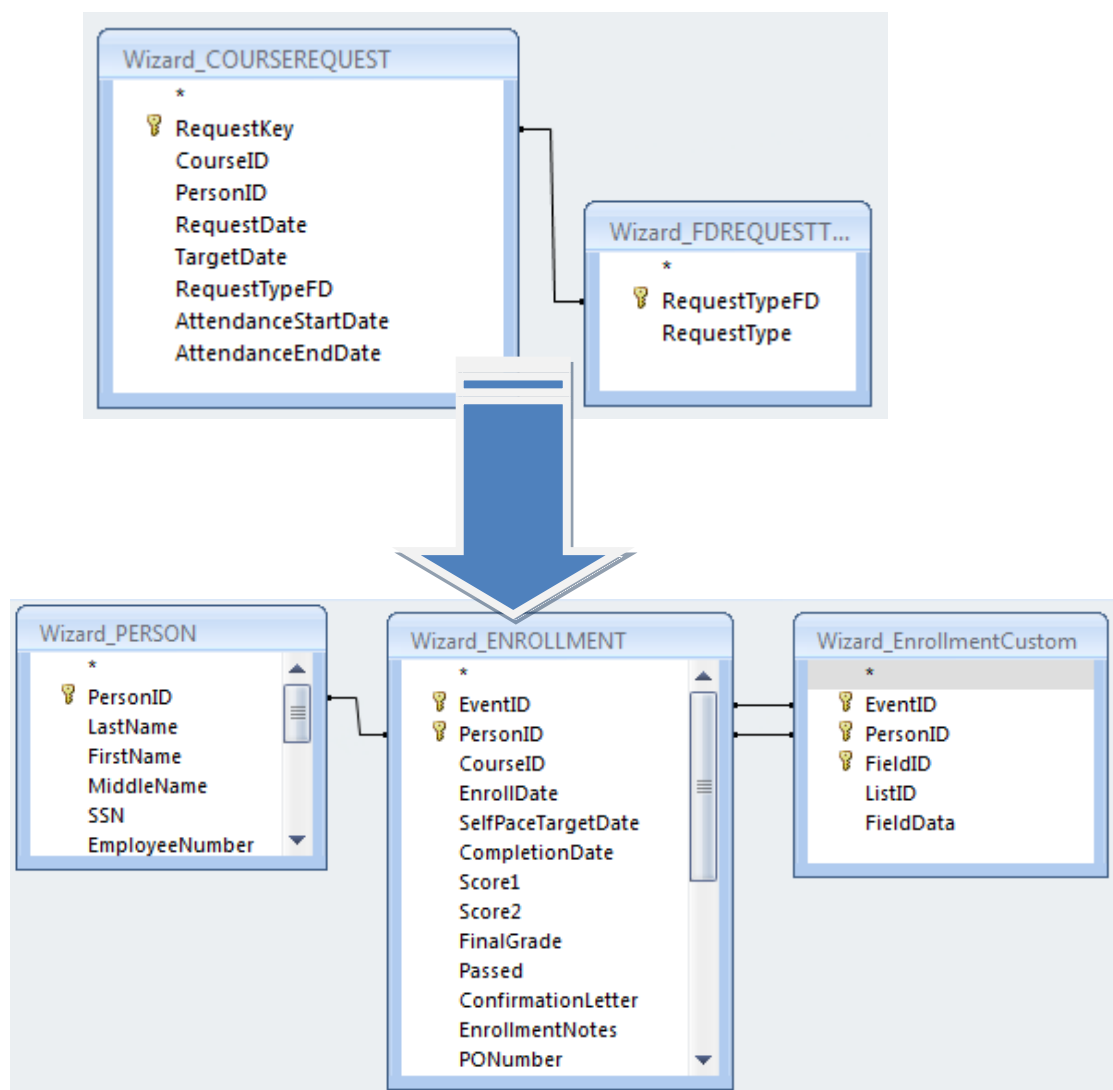 Wizard_COURSEREQUEST
*
RequestKey
CourseID
PersonID
RequestDate
TargetDate
RequestTypeFD
AttendanceStartDate
AttendanceEndDate
Wizard_FDREQUESTT...
*
RequestTypeFD
RequestType
Wizard_PERSON
*
PersonID
LastName
FirstName
MiddleName
SSN
EmployeeNumber
Wizard_ENROLLMENT
*
EventID
PersonID
CourseID
EnrollDate
SelfPaceTargetDate
CompletionDate
Score1
Score2
FinalGrade
Passed
ConfirmationLetter
EnrollmentNotes
PONumber
Wizard_EnrollmentCustom
*
EventID
PersonID
FieldID
ListID
FieldData